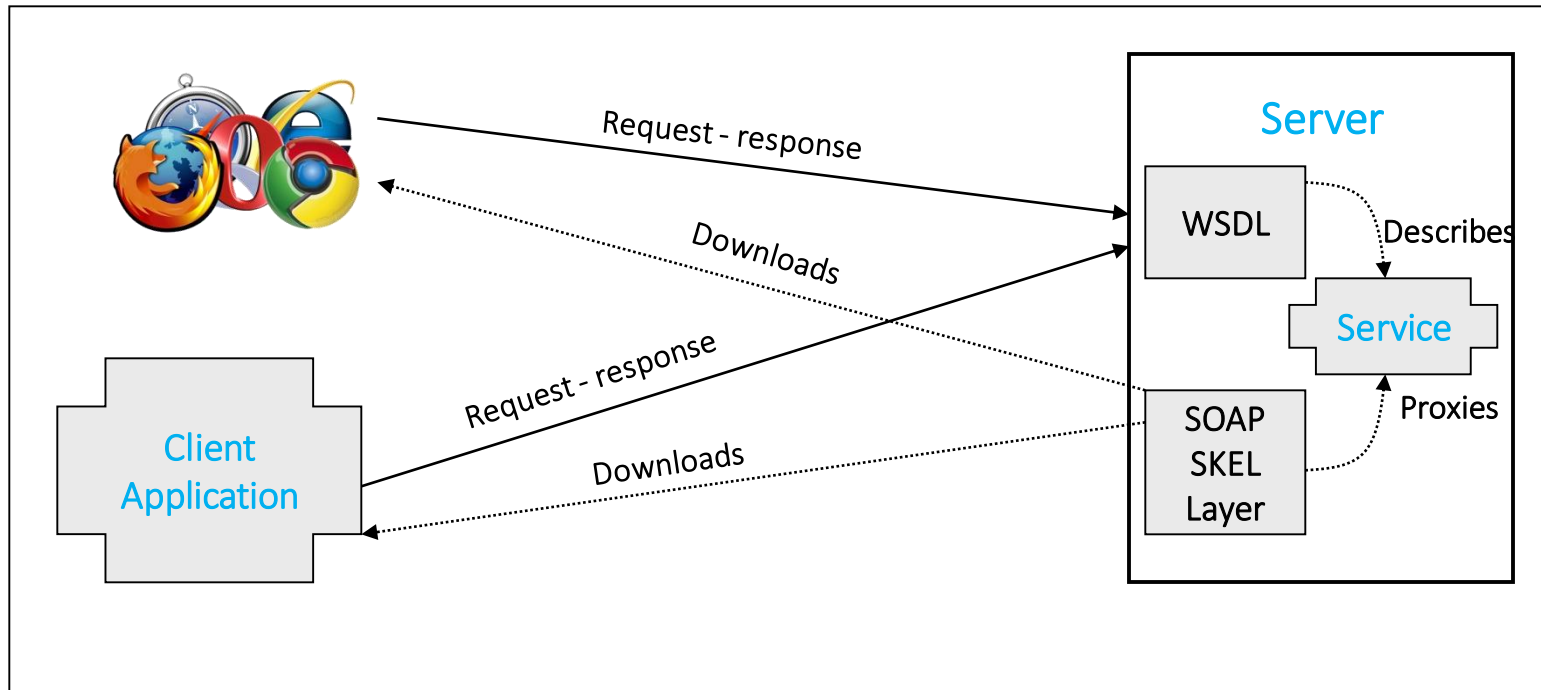 Request - response
Server
WSDL
Downloads
Describes
Service
Request - response
Proxies
SOAP
SKEL
Layer
Client
Application
Downloads